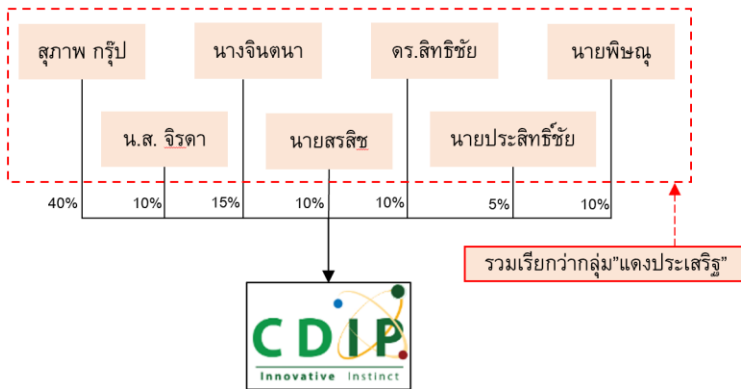 สุภาพ กรุ๊ป
นางจินตนา
ดร.สิทธิชัย
นายพิษณุ
น.ส. จิรดา
นายสรสิช
นายประสิทธิ์ชัย
40%
10%
15%
10%
10%
5%
10%
รวมเรียกว่ากลุ่ม"แดงประเสริฐ"
CDIP
Innovative Instinct